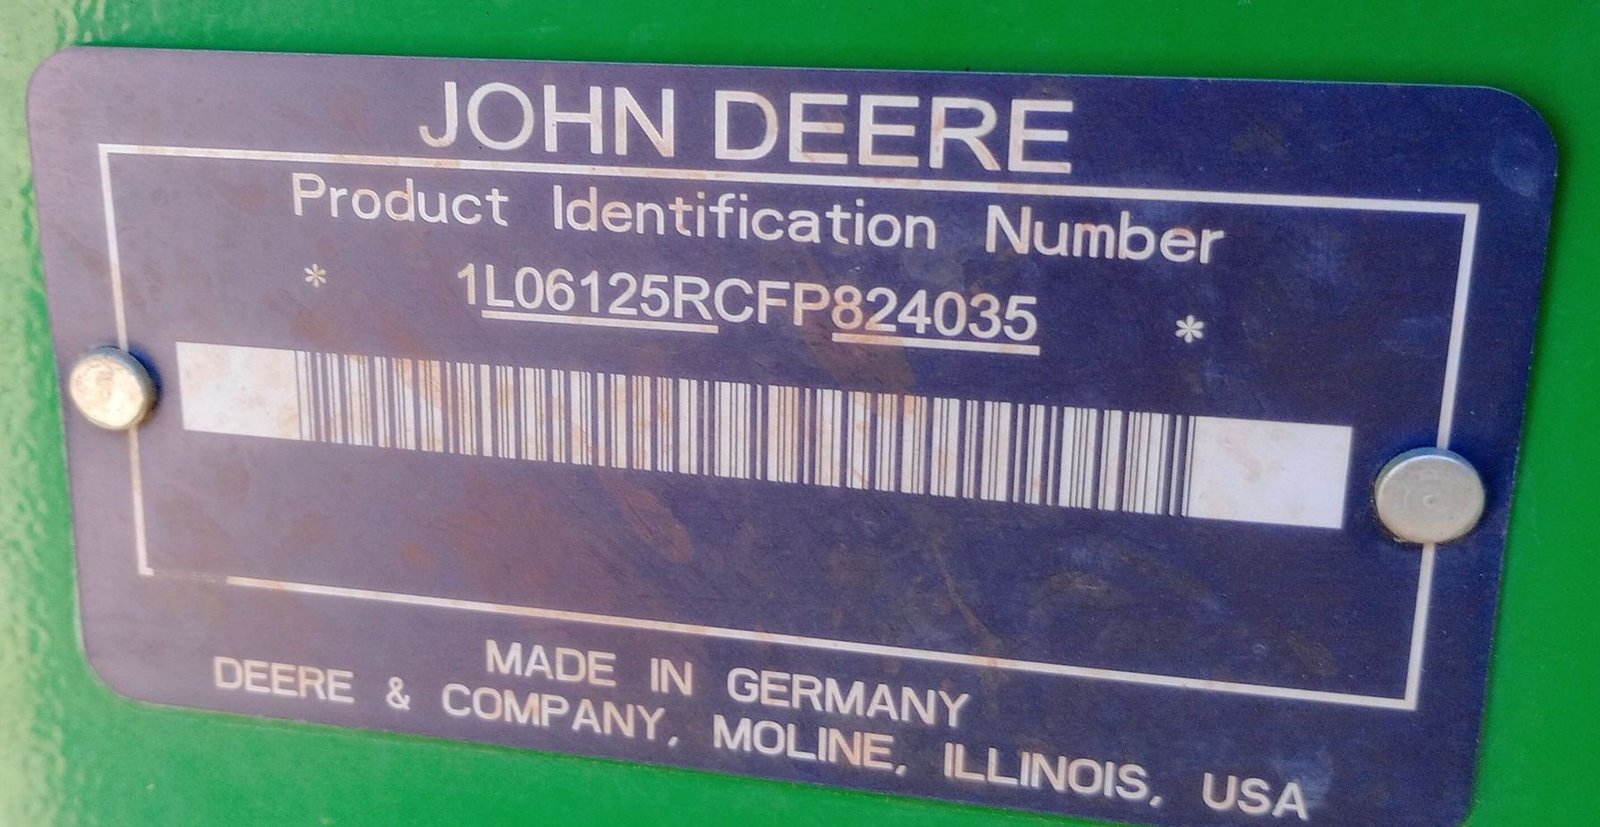 JOHN DEERE
Product Identification Number
* 1L06125RCFP824035 *
MADE IN GERMANY
DEERE & COMPANY, MOLINE, ILLINOIS, USA